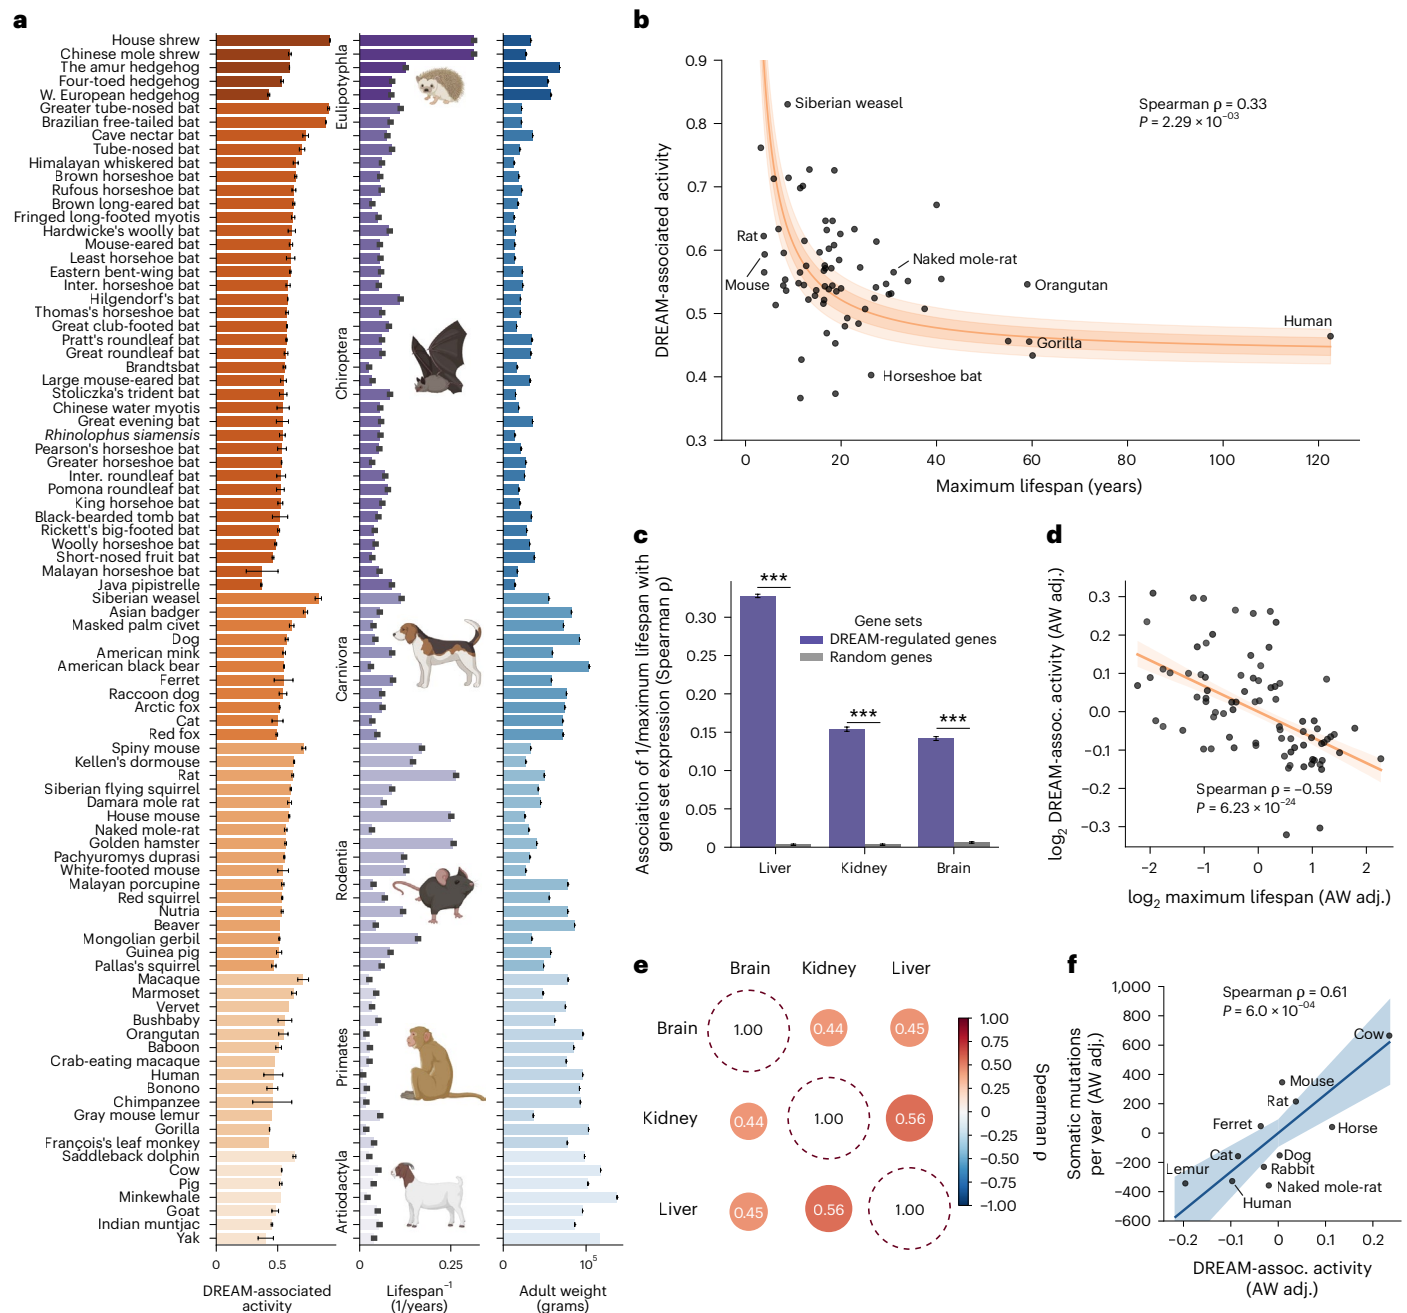 a
House shrew
Chinese mole shrew
The amur hedgehog
Four-toed hedgehog
W. European hedgehog
Greater tube-nosed bat
Brazilian free-tailed bat
Cave nectar bat
Tube-nosed bat
Himalayan whiskered bat
Brown horseshoe bat
Rufous horseshoe bat
Brown long-eared bat
Fringed long-footed myotis
Hardwicke's woolly bat
Mouse-eared bat
Least horseshoe bat
Eastern bent-wing bat
Inter. horseshoe bat
Hilgendorf's bat
Thomas's horseshoe bat
Great club-footed bat
Pratt's roundleaf bat
Great roundleaf bat
Brandtsbat
Large mouse-eared bat
Stoliczka's trident bat
Chinese water myotis
Great evening bat
Rhinolophus siamensis
Pearson's horseshoe bat
Greater horseshoe bat
Inter. roundleaf bat
Pomona roundleaf bat
King horsehoe bat
Black-bearded tomb bat
Rickett's big-footed bat
Woolly horseshoe bat
Short-nosed fruit bat
Malayan horseshoe bat
Java pipistrelle
Siberian weasel
Asian badger
Masked palm civet
Dog
American mink
American black bear
Ferret
Raccoon dog
Arctic fox
Cat
Red fox
Spiny mouse
Kellen's dormouse
Rat
Siberian flying squirrel
Damara mole rat
House mouse
Naked mole-rat
Golden hamster
Pachyuromys duprasi
White-footed mouse
Malayan porcupine
Red squirrel
Nutria
Beaver
Mongolian gerbil
Guinea pig
Pallas's squirrel
Macaque
Marmoset
Vervet
Bushbaby
Orangutan
Baboon
Crab-eating macaque
Human
Bonono
Chimpanzee
Gray mouse lemur
Gorilla
François's leaf monkey
Saddleback dolphin
Cow
Pig
Minkewhale
Goat
Indian muntjac
Yak
Eulipotyphla
Chiroptera
Carnivora
Rodentia
Primates
Artiodactyla
0 0.5
DREAM-associated
activity
0 0.25
Lifespan⁻¹
(1/years)
0 10⁵
Adult weight
(grams)
b
DREAM-associated activity
0.9
0.8
0.7
0.6
0.5
0.4
0.3
Siberian weasel
Spearman ρ = 0.33
P = 2.29 × 10⁻⁰³
Rat
Mouse
Naked mole-rat
Orangutan
Human
Gorilla
Horseshoe bat
0 20 40 60 80 100 120
Maximum lifespan (years)
c
Association of 1/maximum lifespan with
gene set expression (Spearman ρ)
0.30
0.25
0.20
0.15
0.10
0.05
0
***
***
***
Gene sets
DREAM-regulated genes
Random genes
Liver Kidney Brain
d
log₂ DREAM-assoc. activity (AW adj.)
0.3
0.2
0.1
0.0
−0.1
−0.2
−0.3
Spearman ρ = −0.59
P = 6.23 × 10⁻²⁴
−2 −1 0 1 2
log₂ maximum lifespan (AW adj.)
e
Brain Kidney Liver
Brain 1.00 0.44 0.45
Kidney 0.44 1.00 0.56
Liver 0.45 0.56 1.00
1.00
0.75
0.50
0.25
0
−0.25
−0.50
−0.75
−1.00
Spearman ρ
f
Somatic mutations
per year (AW adj.)
1,000
800
600
400
200
0
−200
−400
−600
Spearman ρ = 0.61
P = 6.0 × 10⁻⁰⁴
Cow
Mouse
Rat
Ferret
Horse
Cat
Dog
Lemur
Rabbit
Naked mole-rat
Human
−0.2 −0.1 0 0.1 0.2
DREAM-assoc. activity
(AW adj.)